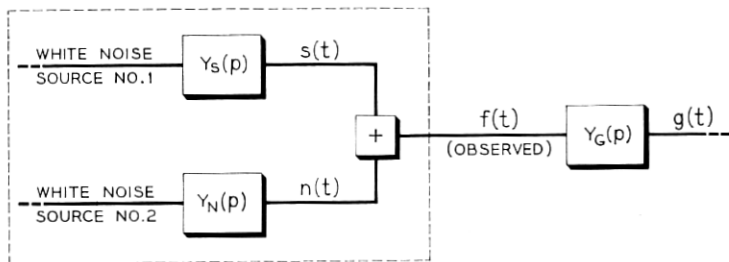 WHITE NOISE
SOURCE NO.1
Y_S(p)
s(t)
+
f(t)
(OBSERVED)
Y_G(p)
g(t)
WHITE NOISE
SOURCE NO.2
Y_N(p)
n(t)